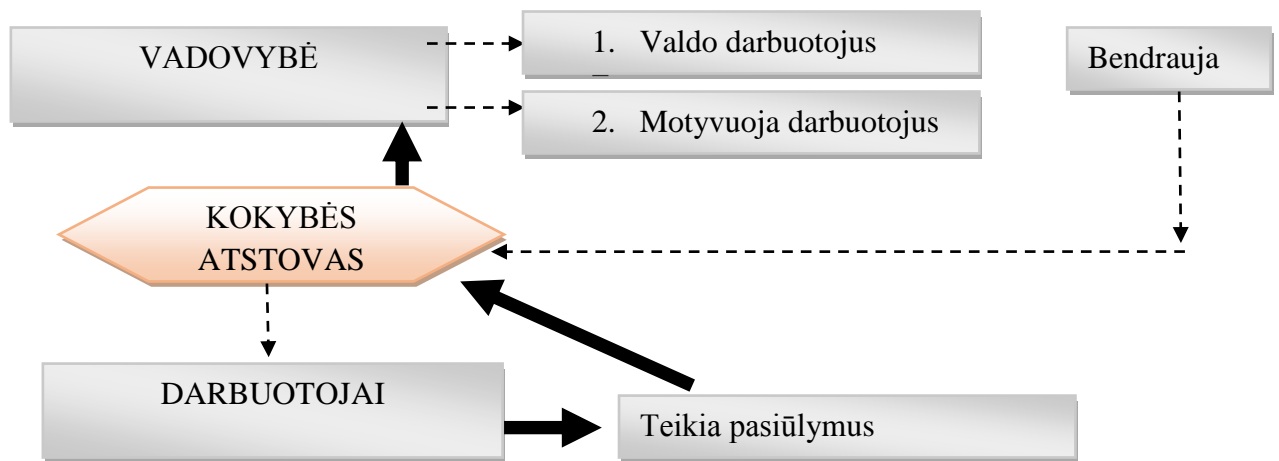 VADOVYBĖ
1. Valdo darbuotojus
2. Motyvuoja darbuotojus
Bendrauja
KOKYBĖS
ATSTOVAS
DARBUOTOJAI
Teikia pasiūlymus